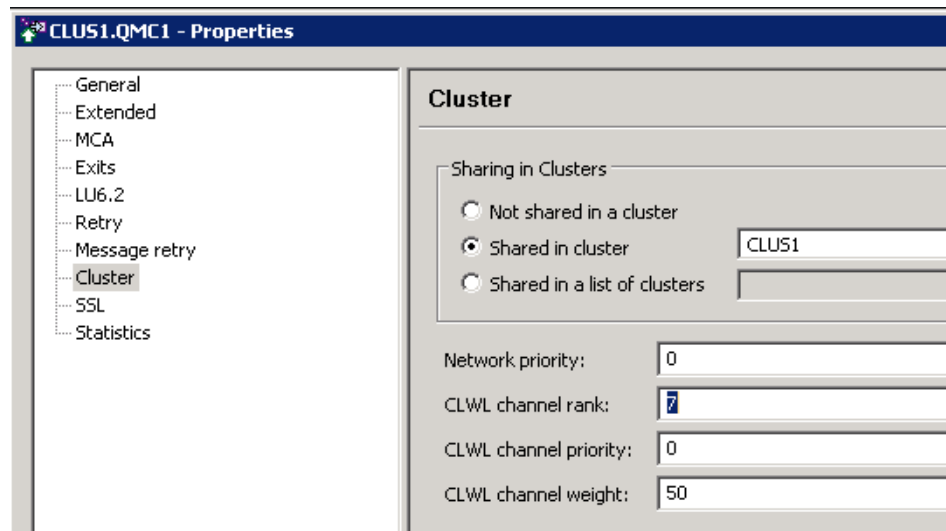 CLUS1.QMC1 - Properties
General
Extended
MCA
Exits
LU6.2
Retry
Message retry
Cluster
SSL
Statistics
Cluster
Sharing in Clusters
Not shared in a cluster
Shared in cluster CLUS1
Shared in a list of clusters
Network priority: 0
CLWL channel rank: 7
CLWL channel priority: 0
CLWL channel weight: 50